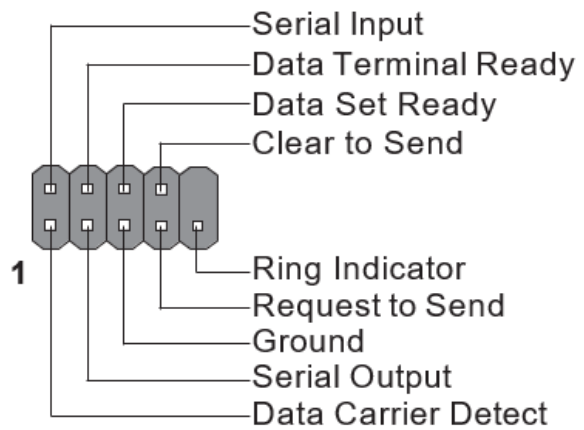 Serial Input
Data Terminal Ready
Data Set Ready
Clear to Send
1
Ring Indicator
Request to Send
Ground
Serial Output
Data Carrier Detect